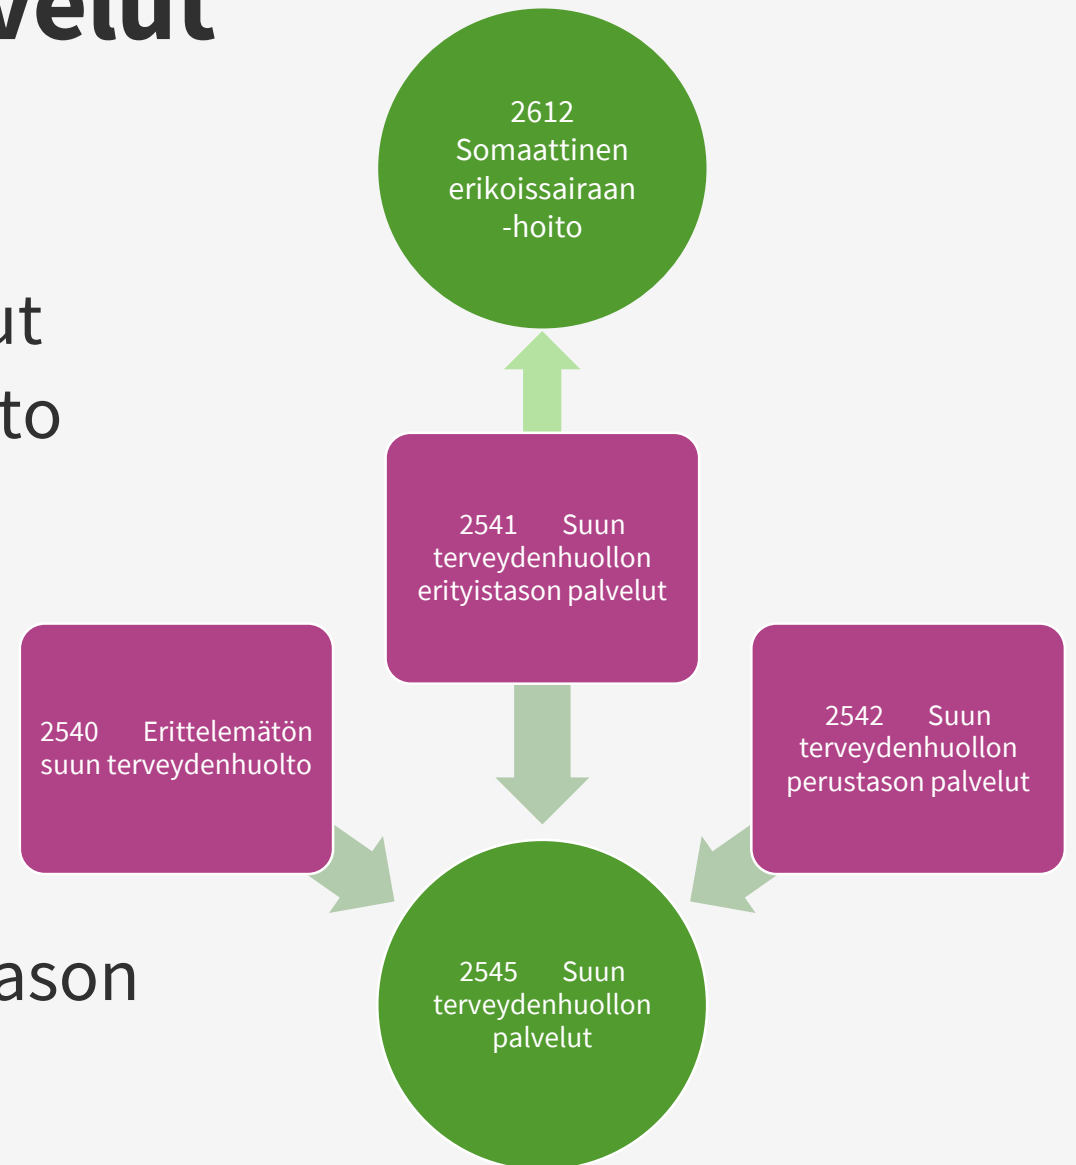 velut
2612
Somaattinen
erikoissairaan
-hoito
ut
to
2541 Suun
terveydenhuollon
erityistason palvelut
2540 Erittelemätön
suun terveydenhuolto
2542 Suun
terveydenhuollon
perustason palvelut
ason
2545 Suun
terveydenhuollon
palvelut